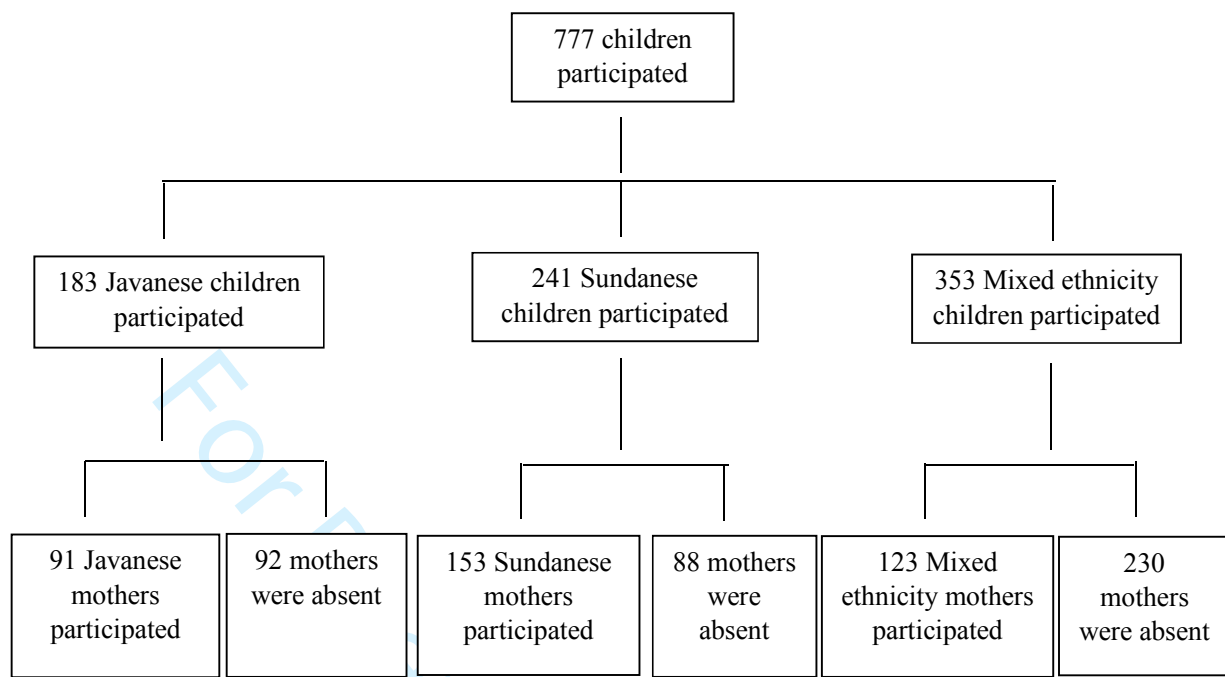 777 children
participated
183 Javanese children
participated
241 Sundanese
children participated
353 Mixed ethnicity
children participated
91 Javanese
mothers
participated
92 mothers
were absent
153 Sundanese
mothers
participated
88 mothers
were
absent
123 Mixed
ethnicity mothers
participated
230
mothers
were absent
For